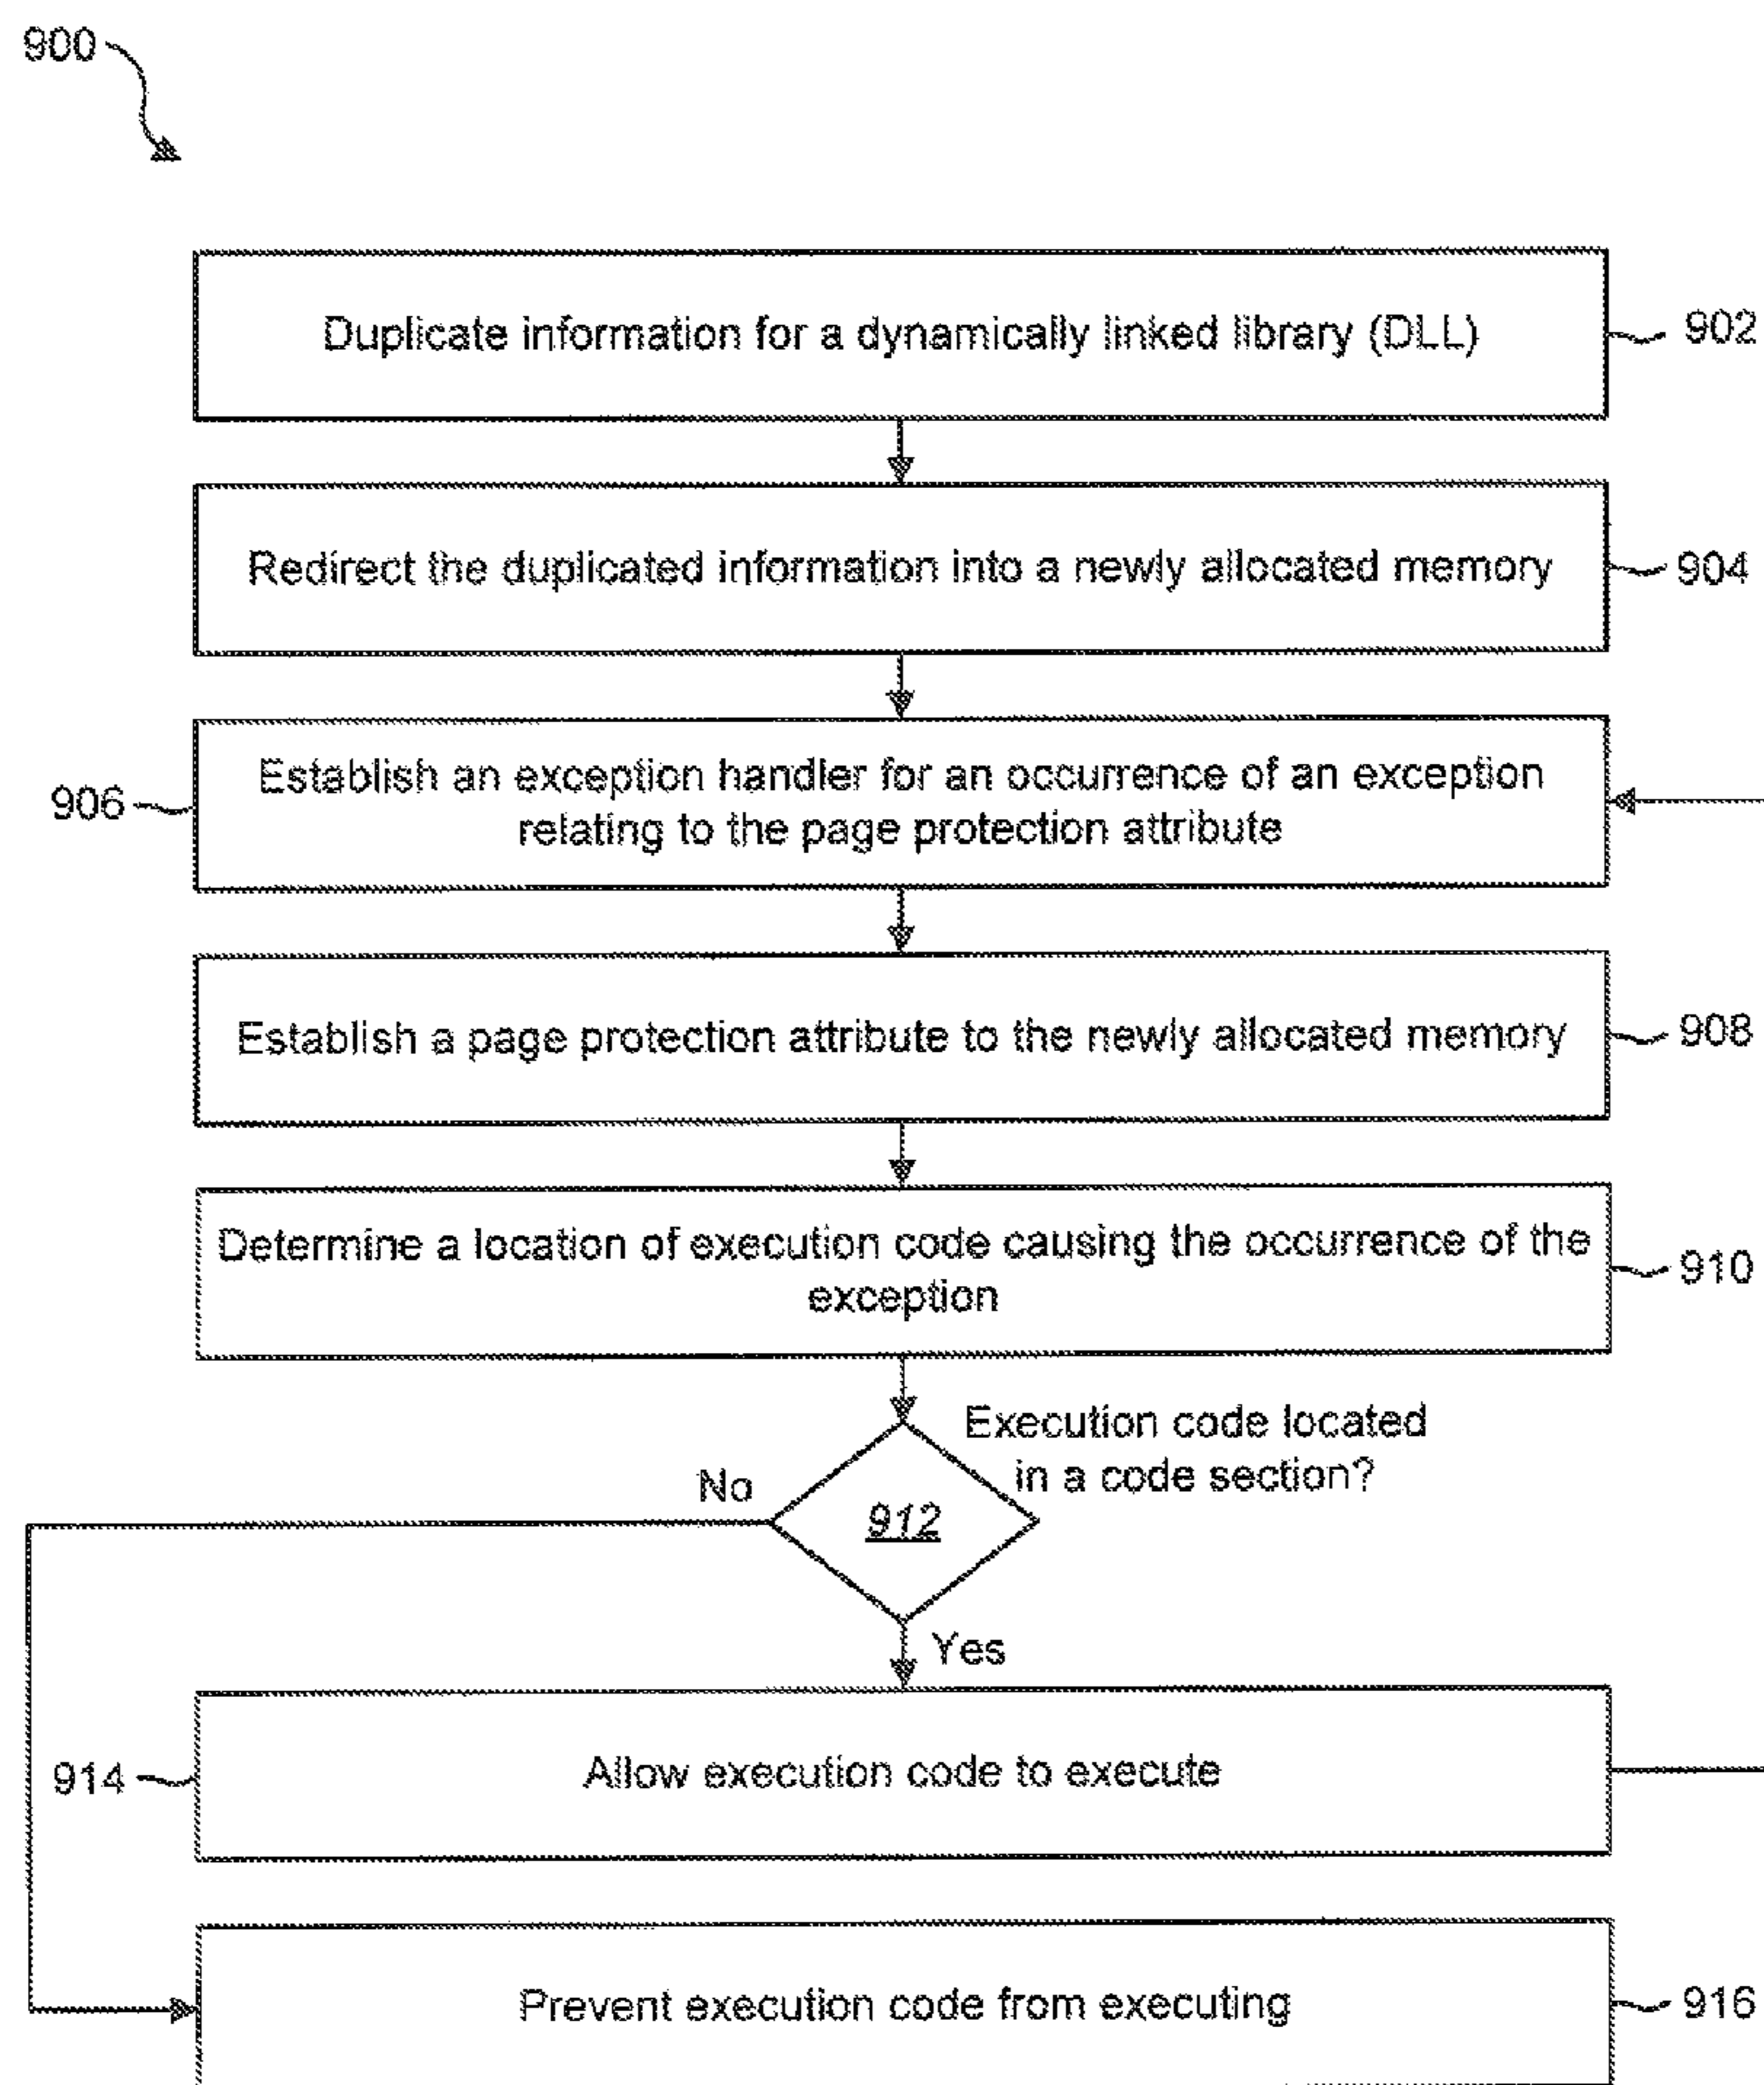 900
Duplicate information for a dynamically linked library (DLL)
902
Redirect the duplicated information into a newly allocated memory
904
Establish an exception handler for an occurrence of an exception
relating to the page protection attribute
906
Establish a page protection attribute to the newly allocated memory
908
Determine a location of execution code causing the occurrence of the
exception
910
Execution code located
in a code section?
No
912
Yes
Allow execution code to execute
914
Prevent execution code from executing
916